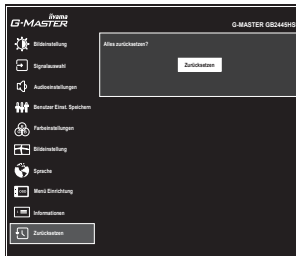 iiyama
G-MASTER
G-MASTER GB2445HS
Bildeinstellung
Alles zurücksetzen?
Zurücksetzen
Signalauswahl
Audioeinstellungen
Benutzer Einst. Speichern
Farbeinstellungen
Bildeinstellung
Sprache
OSD
Menü Einrichtung
Informationen
Zurücksetzen